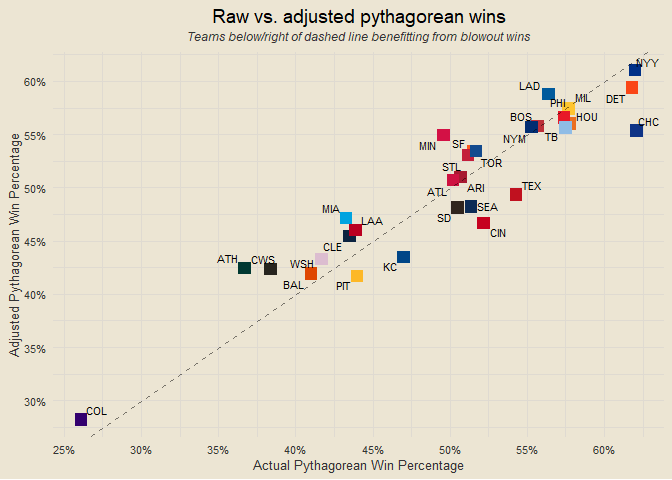 Raw vs. adjusted pythagorean wins
Teams below/right of dashed line benefitting from blowout wins
Adjusted Pythagorean Win Percentage
60%
55%
50%
45%
40%
35%
30%
NYY
LAD
DET
PHI
MIL
BOS
HOU
CHC
NYM
TB
MIN
SF
TOR
STL
ATL
ARI
TEX
SD
SEA
CIN
MIA
LAA
CLE
KC
ATH
CWS
WSH
BAL
PIT
COL
25%
30%
35%
40%
45%
50%
55%
60%
Actual Pythagorean Win Percentage